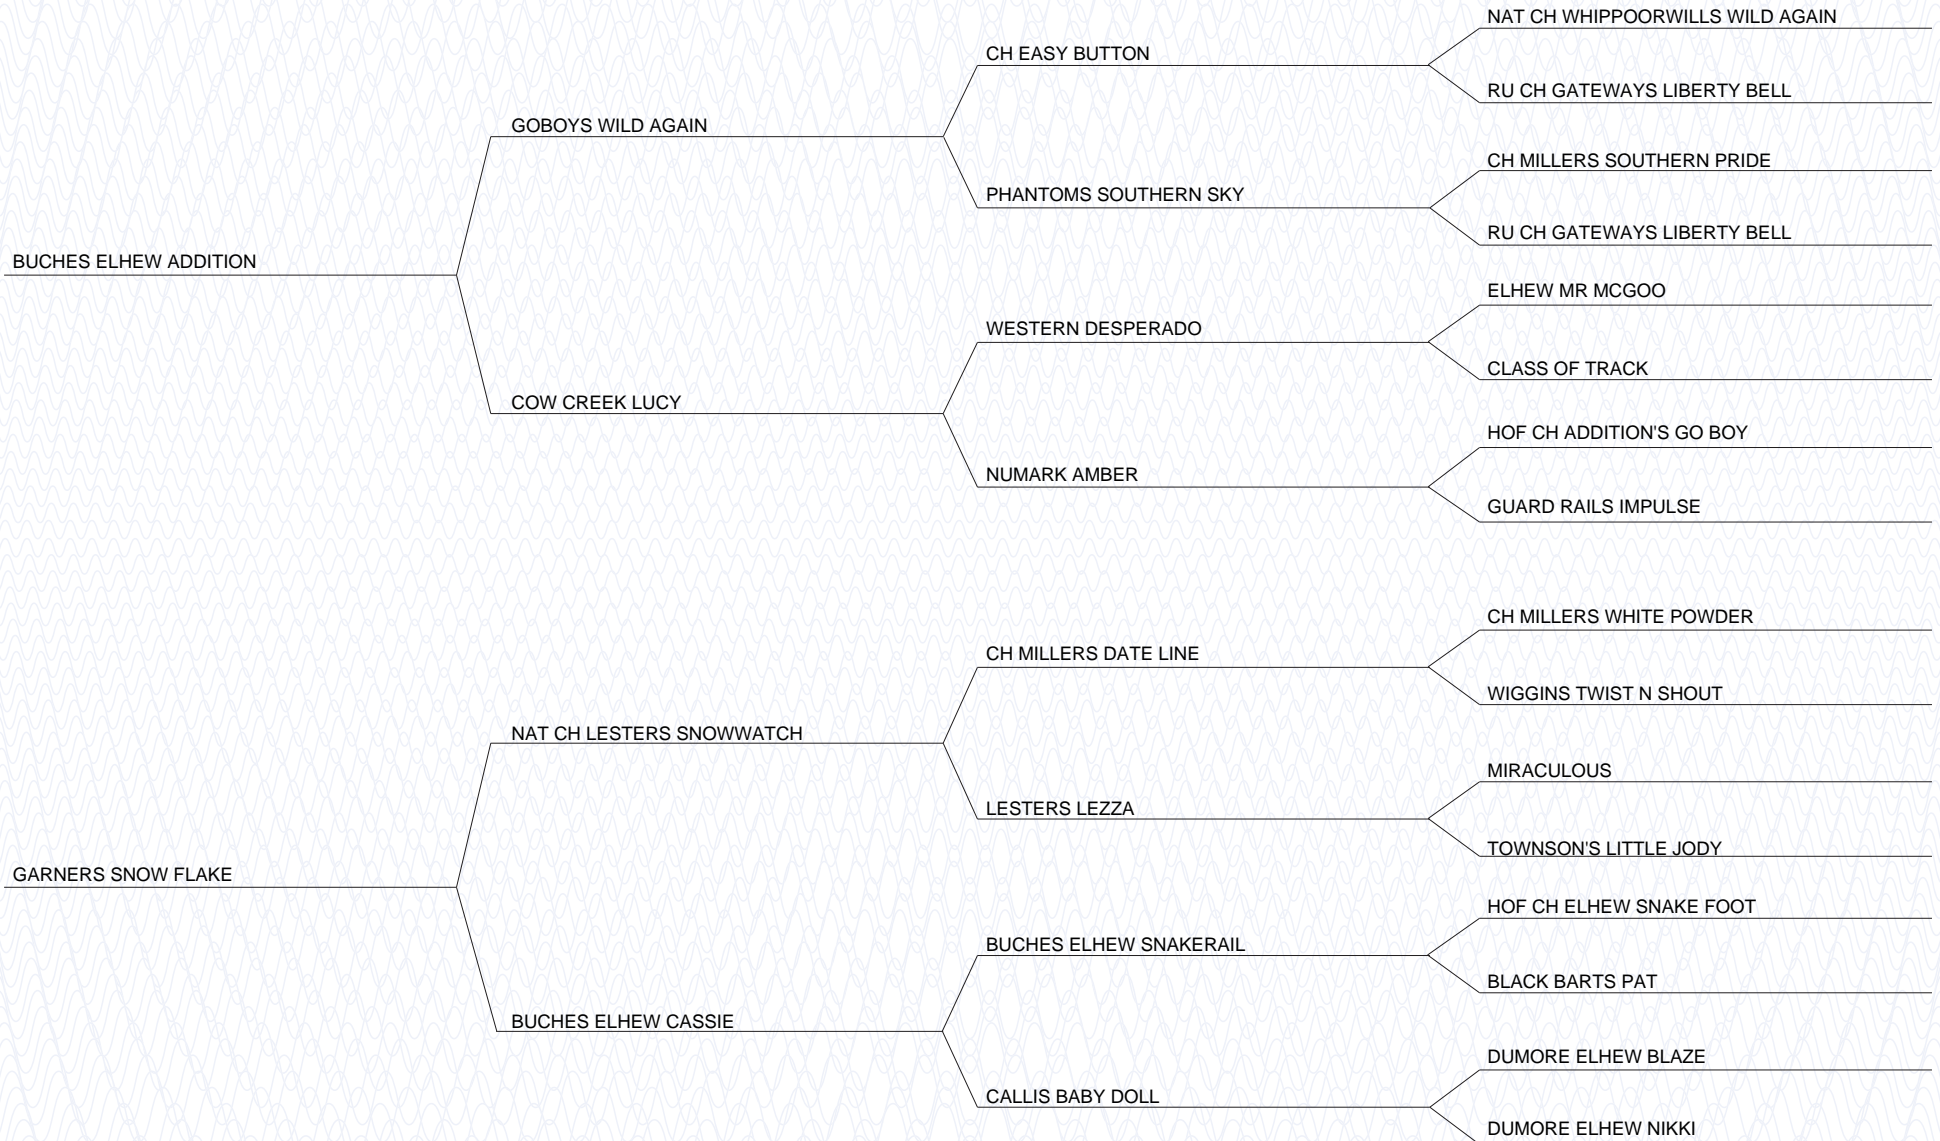 NAT CH WHIPPOORWILLS WILD AGAIN
CH EASY BUTTON
RU CH GATEWAYS LIBERTY BELL
GOBOYS WILD AGAIN
CH MILLERS SOUTHERN PRIDE
PHANTOMS SOUTHERN SKY
RU CH GATEWAYS LIBERTY BELL
BUCHES ELHEW ADDITION
ELHEW MR MCGOO
WESTERN DESPERADO
CLASS OF TRACK
COW CREEK LUCY
HOF CH ADDITION'S GO BOY
NUMARK AMBER
GUARD RAILS IMPULSE
CH MILLERS WHITE POWDER
CH MILLERS DATE LINE
WIGGINS TWIST N SHOUT
NAT CH LESTERS SNOWWATCH
MIRACULOUS
LESTERS LEZZA
TOWNSON'S LITTLE JODY
GARNERS SNOW FLAKE
HOF CH ELHEW SNAKE FOOT
BUCHES ELHEW SNAKERAIL
BLACK BARTS PAT
BUCHES ELHEW CASSIE
DUMORE ELHEW BLAZE
CALLIS BABY DOLL
DUMORE ELHEW NIKKI